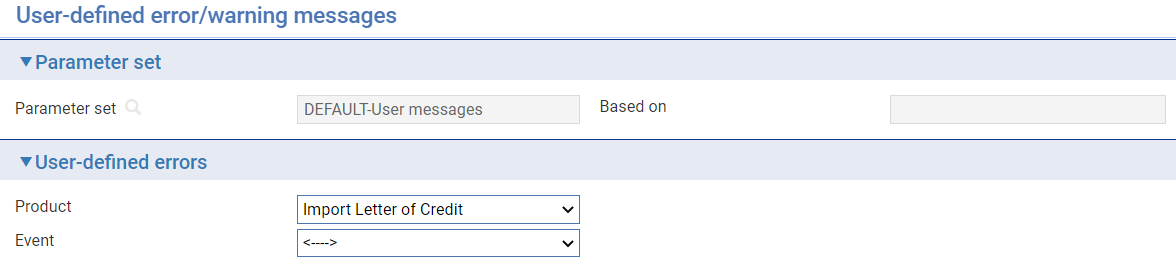 User-defined error/warning messages
Parameter set
Parameter set DEFAULT-User messages Based on
User-defined errors
Product Import Letter of Credit
Event <---->